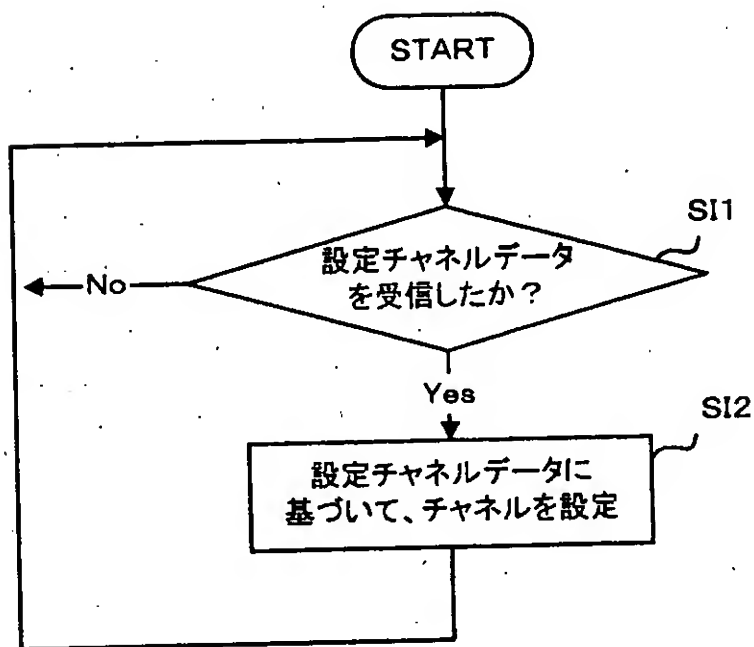 START
SI1
設定チャネルデータ
を受信したか？
No
Yes
SI2
設定チャネルデータに
基づいて、チャネルを設定